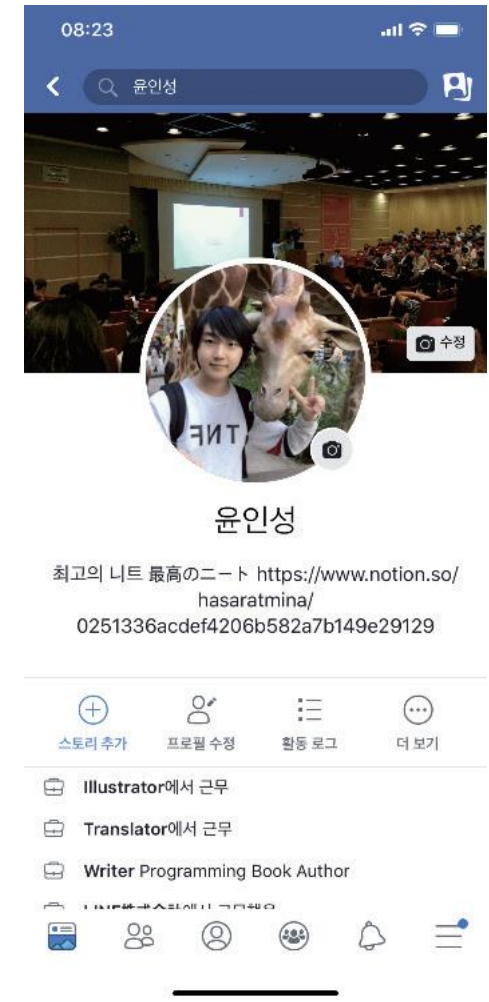 08:23
윤인성
수정
TNF
윤인성
최고의 니트 最高のニート https://www.notion.so/
hasaratmina/
0251336acdef4206b582a7b149e29129
스토리 추가
프로필 수정
활동 로그
더 보기
Illustrator에서 근무
Translator에서 근무
Writer Programming Book Author